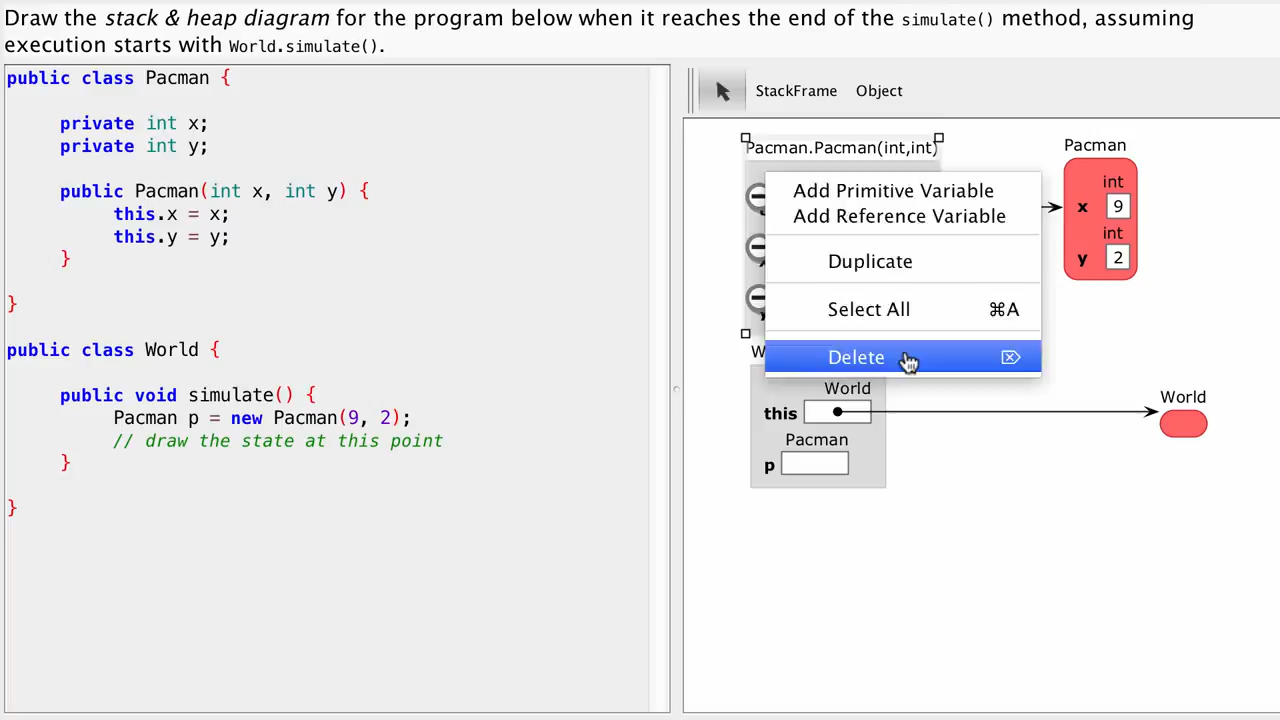 Draw the stack & heap diagram for the program below when it reaches the end of the simulate() method, assuming
execution starts with World.simulate().
public class Pacman {
private int x;
private int y;
public Pacman(int x, int y) {
this.x = x;
this.y = y;
}
}
public class World {
public void simulate() {
Pacman p = new Pacman(9, 2);
// draw the state at this point
}
}
StackFrame Object
Pacman.Pacman(int,int)
Add Primitive Variable
Add Reference Variable
Duplicate
Select All ⌘A
Delete ⌦
Pacman
int
x 9
int
y 2
W
World
this
Pacman
p
World